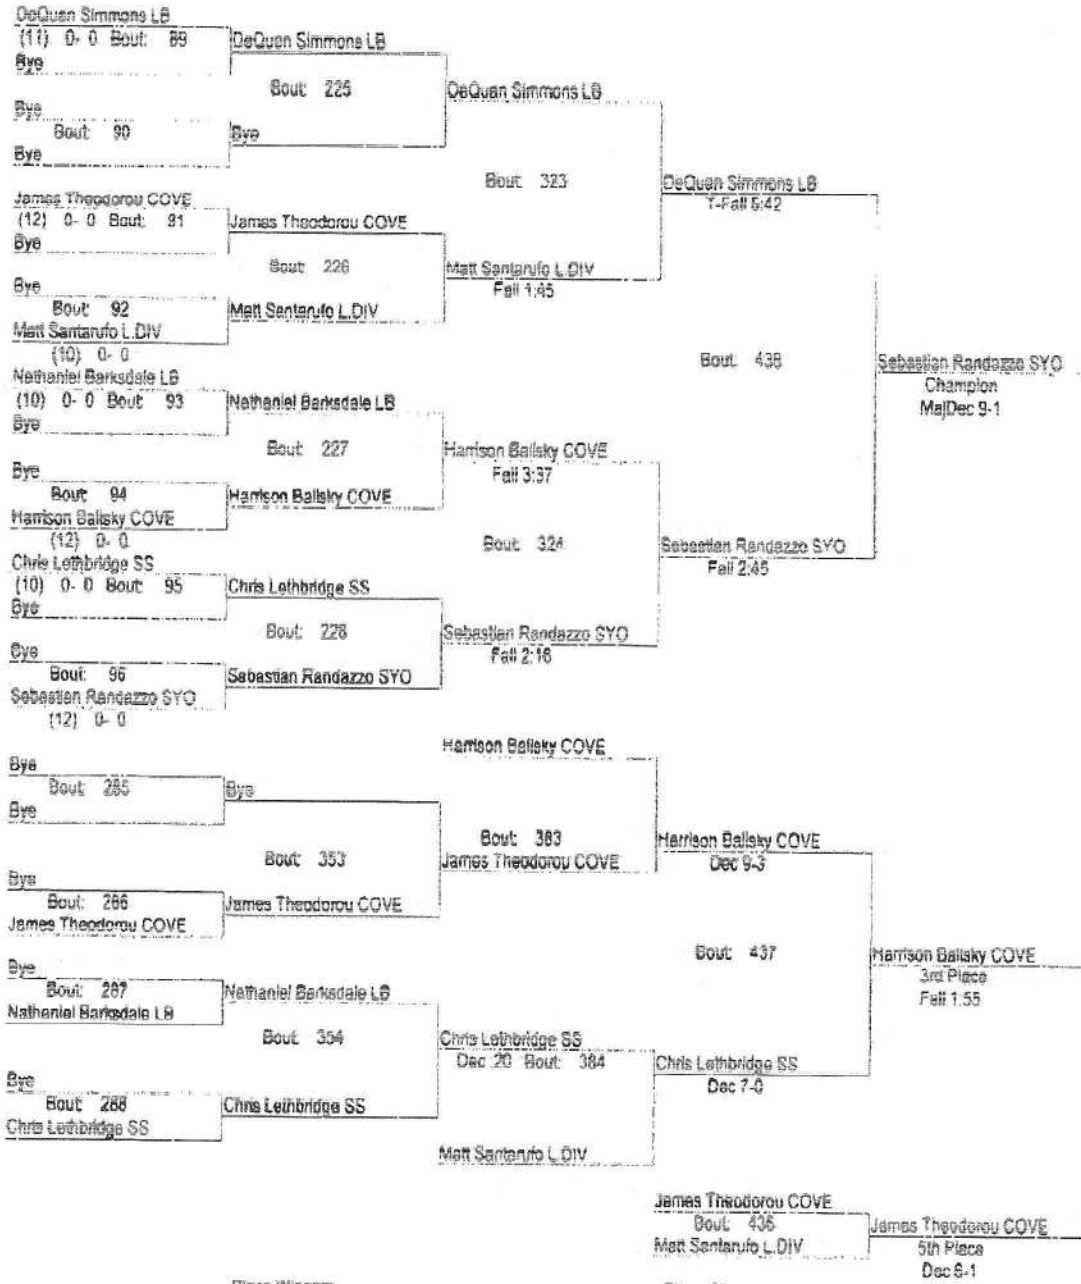 DeQuan Simmons LB
(11) 0- 0 Bout: 89
Bye
DeQuan Simmons LB
Bout: 225
Bye
Bout: 90
Bye
Bye
DeQuan Simmons LB
Bout: 323
James Theodorou COVE
(12) 0- 0 Bout: 91
Bye
James Theodorou COVE
Bout: 226
Bye
Bout: 92
Matt Santarufo L.DIV
(10) 0- 0
Matt Santarufo L.DIV
Matt Santarufo L.DIV
Fall 1:45
DeQuan Simmons LB
T-Fall 5:42
Bout: 438
Nathaniel Barksdale LB
(10) 0- 0 Bout: 93
Bye
Nathaniel Barksdale LB
Bout: 227
Bye
Bout: 94
Harrison Balisky COVE
(12) 0- 0
Harrison Balisky COVE
Harrison Balisky COVE
Fall 3:37
Bout: 324
Chris Lethbridge SS
(10) 0- 0 Bout: 95
Bye
Chris Lethbridge SS
Bout: 228
Bye
Bout: 96
Sebastian Randazzo SYO
(12) 0- 0
Sebastian Randazzo SYO
Sebastian Randazzo SYO
Fall 2:16
Sebastian Randazzo SYO
Fall 2:45
Sebastian Randazzo SYO
Champion
MajDec 9-1
Bye
Bout: 285
Bye
Bye
Bout: 353
Bye
Bout: 286
James Theodorou COVE
James Theodorou COVE
Harrison Balisky COVE
Bout: 383
James Theodorou COVE
Harrison Balisky COVE
Dec 9-3
Bout: 437
Bye
Bout: 287
Nathaniel Barksdale LB
Nathaniel Barksdale LB
Bout: 354
Bye
Bout: 288
Chris Lethbridge SS
Chris Lethbridge SS
Chris Lethbridge SS
Dec 20 Bout: 384
Matt Santarufo L.DIV
Chris Lethbridge SS
Dec 7-0
Harrison Balisky COVE
3rd Place
Fall 1:55
James Theodorou COVE
Bout: 436
Matt Santarufo L.DIV
James Theodorou COVE
5th Place
Dec 6-1